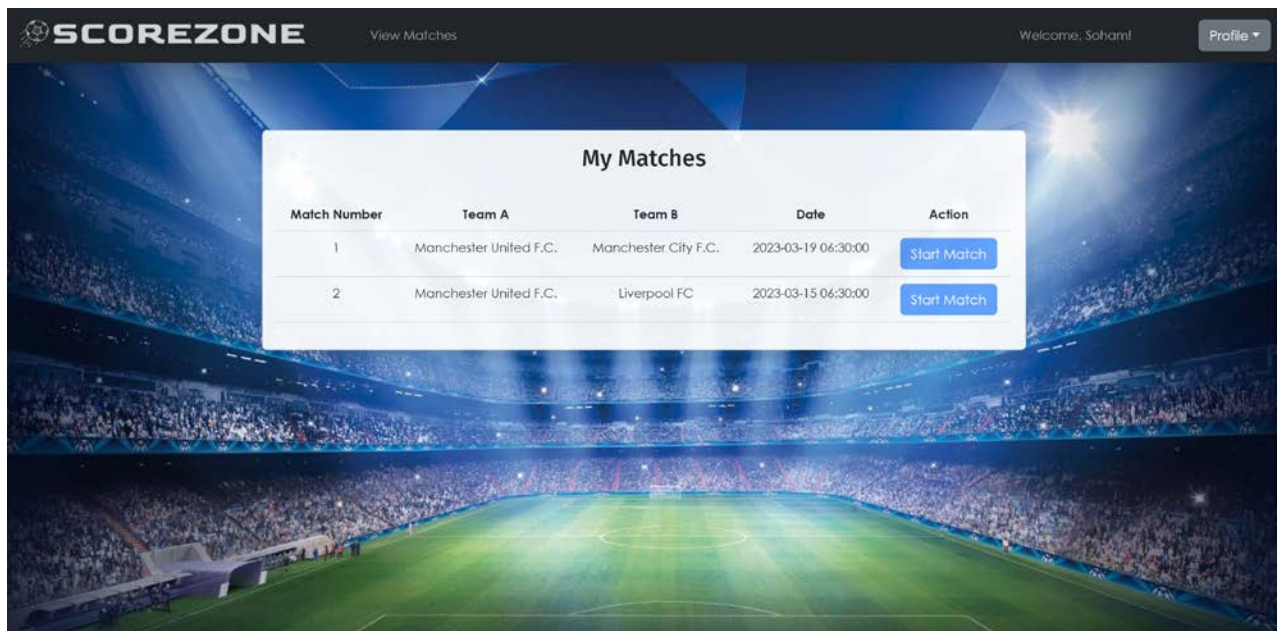 SCOREZONE View Matches Welcome, Soham! Profile
My Matches
Match Number Team A Team B Date Action
1 Manchester United F.C. Manchester City F.C. 2023-03-19 06:30:00 Start Match
2 Manchester United F.C. Liverpool FC 2023-03-15 06:30:00 Start Match